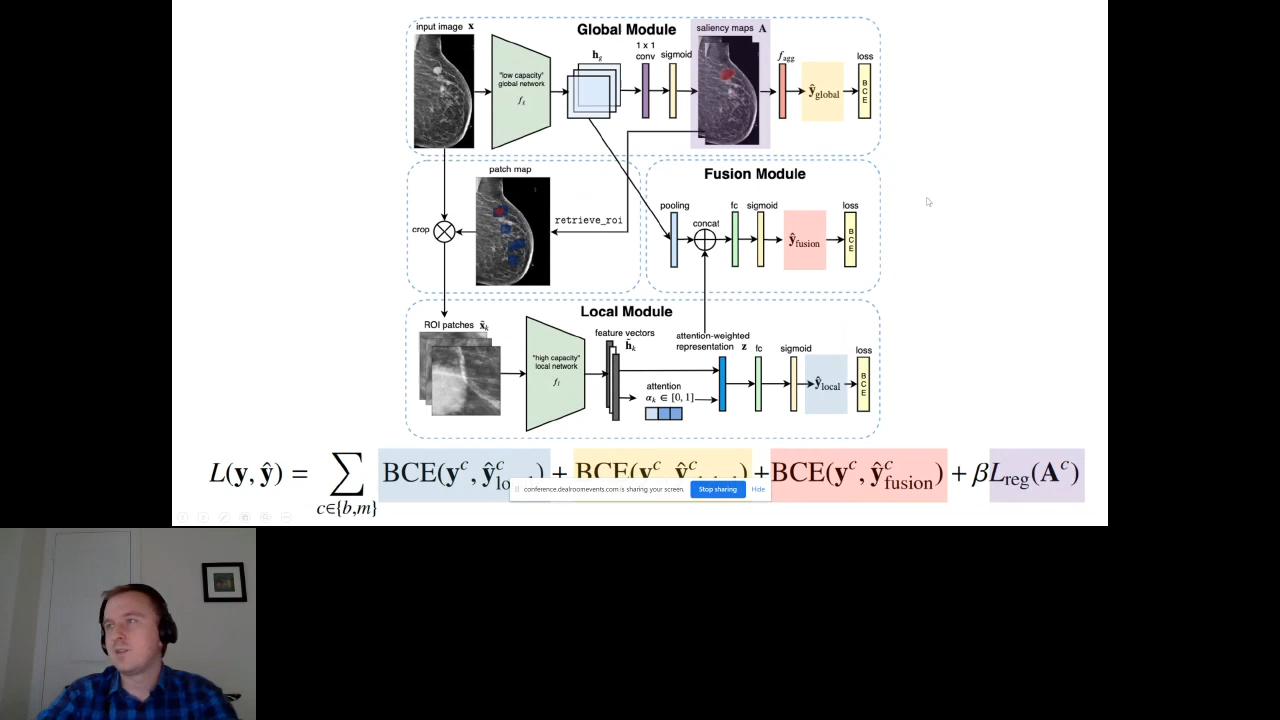 Global Module
input image x
"low capacity"
global network
f_g
h_g
1 x 1
conv
sigmoid
saliency maps A
f_agg
ŷ_global
loss
BCE
patch map
crop
retrieve_roi
Fusion Module
pooling
concat
fc
sigmoid
ŷ_fusion
loss
BCE
Local Module
ROI patches x̃_k
"high capacity"
local network
f_l
feature vectors
h̃_k
attention
α_k ∈ [0, 1]
attention-weighted
representation z
fc
sigmoid
ŷ_local
loss
BCE
L(y, ŷ) = ∑ c∈{b,m} BCE(y^c, ŷ^c_lo ) + BCE(y^c, ŷ^c ) + BCE(y^c, ŷ^c_fusion) + βL_reg(A^c)
conference.dealroomevents.com is sharing your screen. Stop sharing Hide